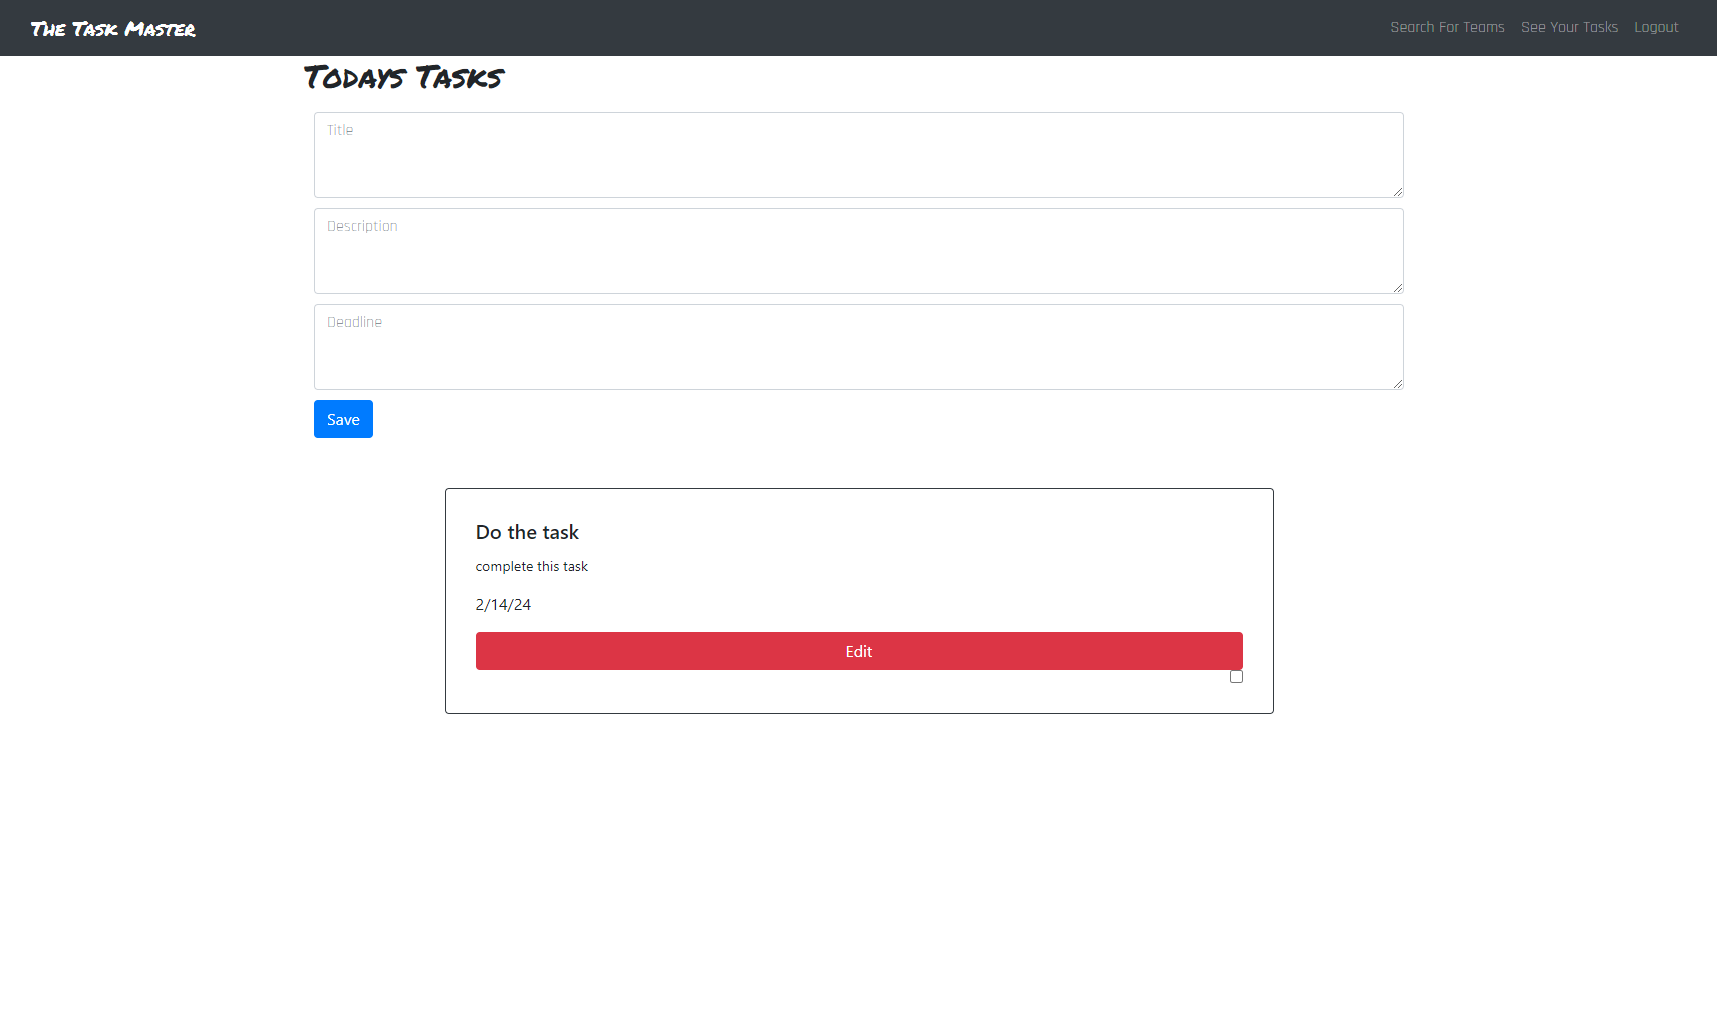 The Task Master
Search For Teams See Your Tasks Logout
Todays Tasks
Title
Description
Deadline
Save
Do the task
complete this task
2/14/24
Edit